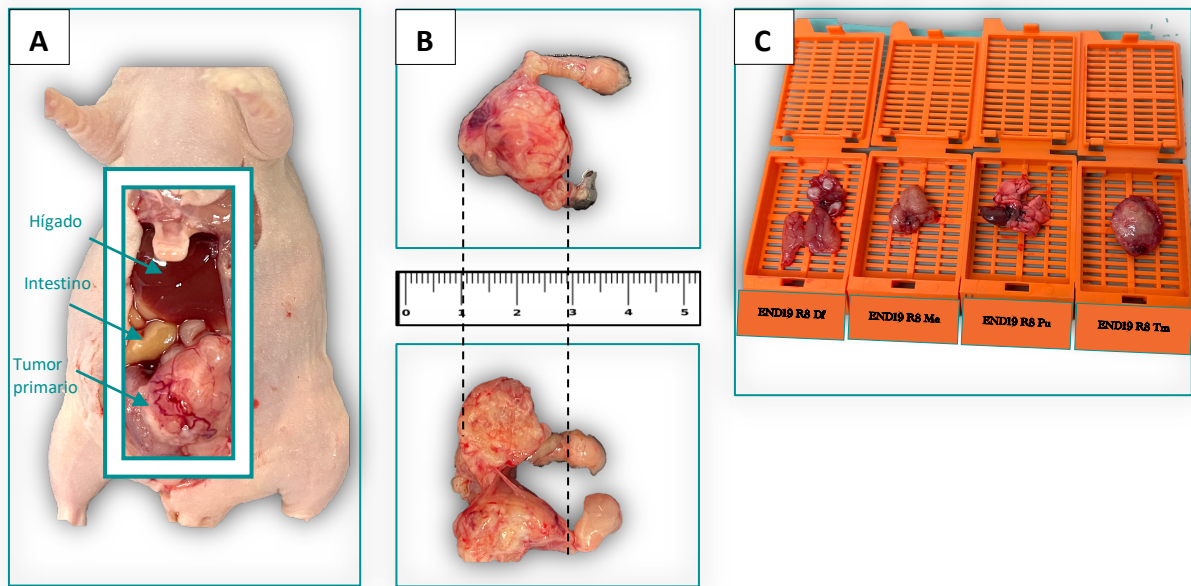 A
Hígado
Intestino
Tumor
primario
B
0 1 2 3 4 5
C
END19 R8 Df
END19 R8 Ma
END19 R8 Pu
END19 R8 Tm